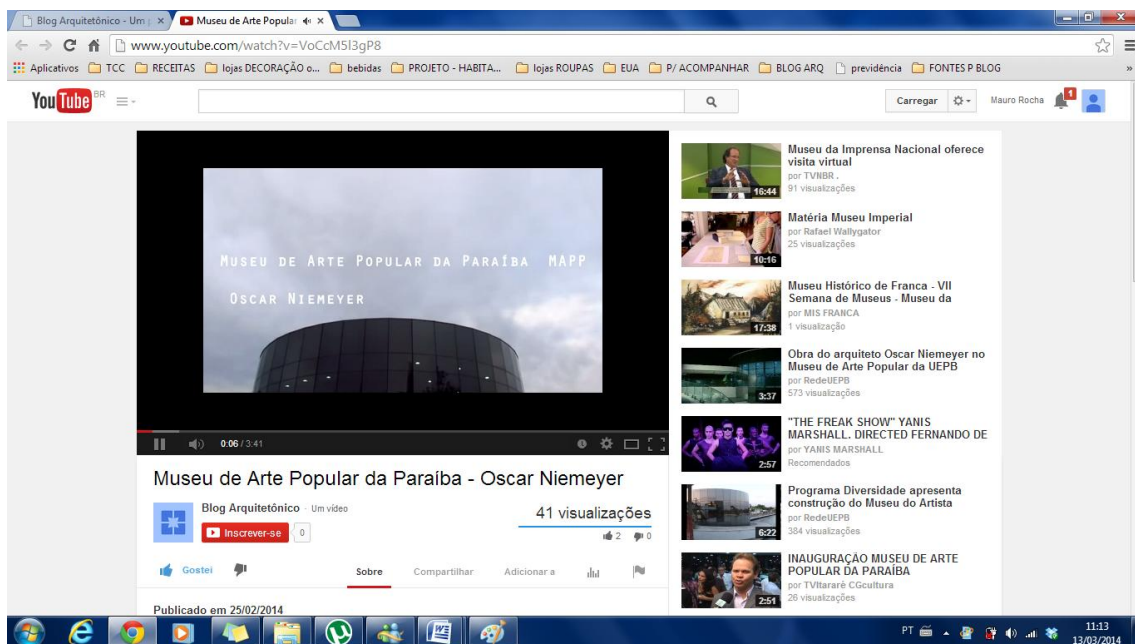 Blog Arquitetônico - Um
Museu de Arte Popular
www.youtube.com/watch?v=VoCcM5l3gP8
Aplicativos TCC RECEITAS lojas DECORAÇÃO o... bebidas PROJETO - HABITA... lojas ROUPAS EUA P/ ACOMPANHAR BLOG ARQ previdência FONTES P BLOG »
YouTube BR Carregar Mauro Rocha 1
MUSEU DE ARTE POPULAR DA PARAÍBA MAPP
OSCAR NIEMEYER
0:06 / 3:41
Museu de Arte Popular da Paraíba - Oscar Niemeyer
Blog Arquitetônico · Um vídeo
Inscrever-se 0
41 visualizações
2 0
Gostei Sobre Compartilhar Adicionar a
Publicado em 25/02/2014
Museu da Imprensa Nacional oferece
visita virtual
por TVNBR .
91 visualizações
16:44
Matéria Museu Imperial
por Rafael Wallygator
25 visualizações
10:16
Museu Histórico de Franca - VII
Semana de Museus - Museu da
por MIS FRANCA
1 visualização
17:38
Obra do arquiteto Oscar Niemeyer no
Museu de Arte Popular da UEPB
por RedeUEPB
573 visualizações
3:37
"THE FREAK SHOW" YANIS
MARSHALL. DIRECTED FERNANDO DE
por YANIS MARSHALL
Recomendados
2:57
Programa Diversidade apresenta
construção do Museu do Artista
por RedeUEPB
384 visualizações
6:22
INAUGURAÇÃO MUSEU DE ARTE
POPULAR DA PARAÍBA
por TVItararé CGcultura
26 visualizações
2:51
PT 11:13
13/03/2014